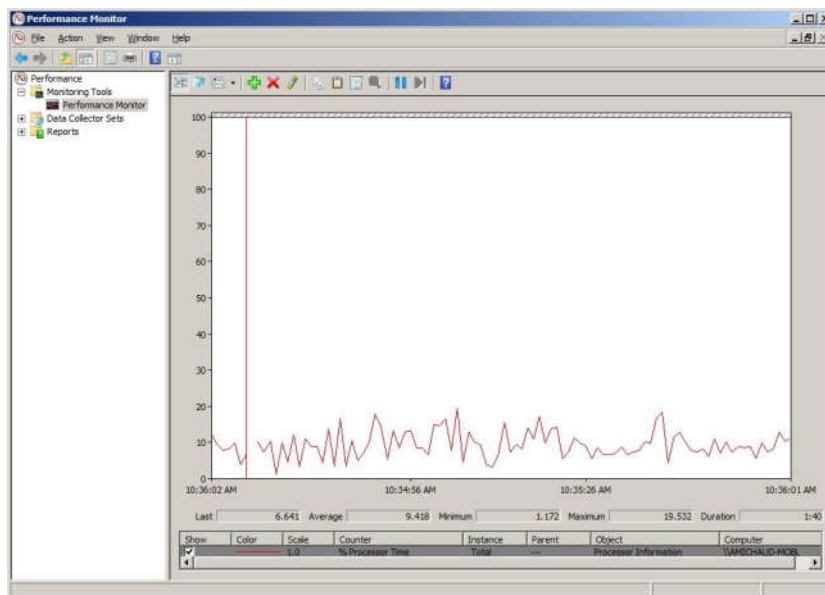 Performance Monitor
File Action View Window Help
Performance
Monitoring Tools
Performance Monitor
Data Collector Sets
Reports
100
90
80
70
60
50
40
30
20
10
0
10:36:02 AM 10:34:56 AM 10:35:26 AM 10:36:01 AM
Last 6.641 Average 9.418 Minimum 1.172 Maximum 19.532 Duration 1:40
Show Color Scale Counter Instance Parent Object Computer
1.0 % Processor Time _Total --- Processor Information \\AMICHAUD-MOBL